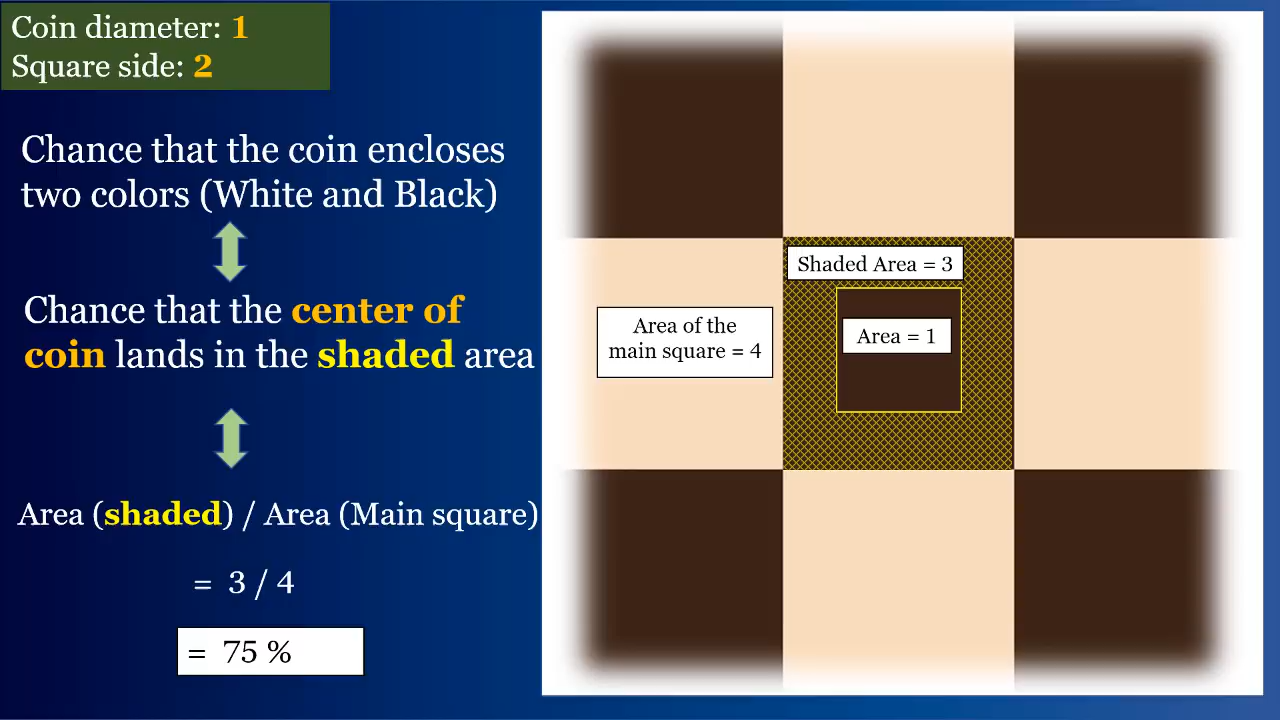 Coin diameter: 1
Square side: 2
Chance that the coin encloses
two colors (White and Black)
Chance that the center of
coin lands in the shaded area
Area (shaded) / Area (Main square)
= 3 / 4
= 75 %
Shaded Area = 3
Area of the
main square = 4
Area = 1